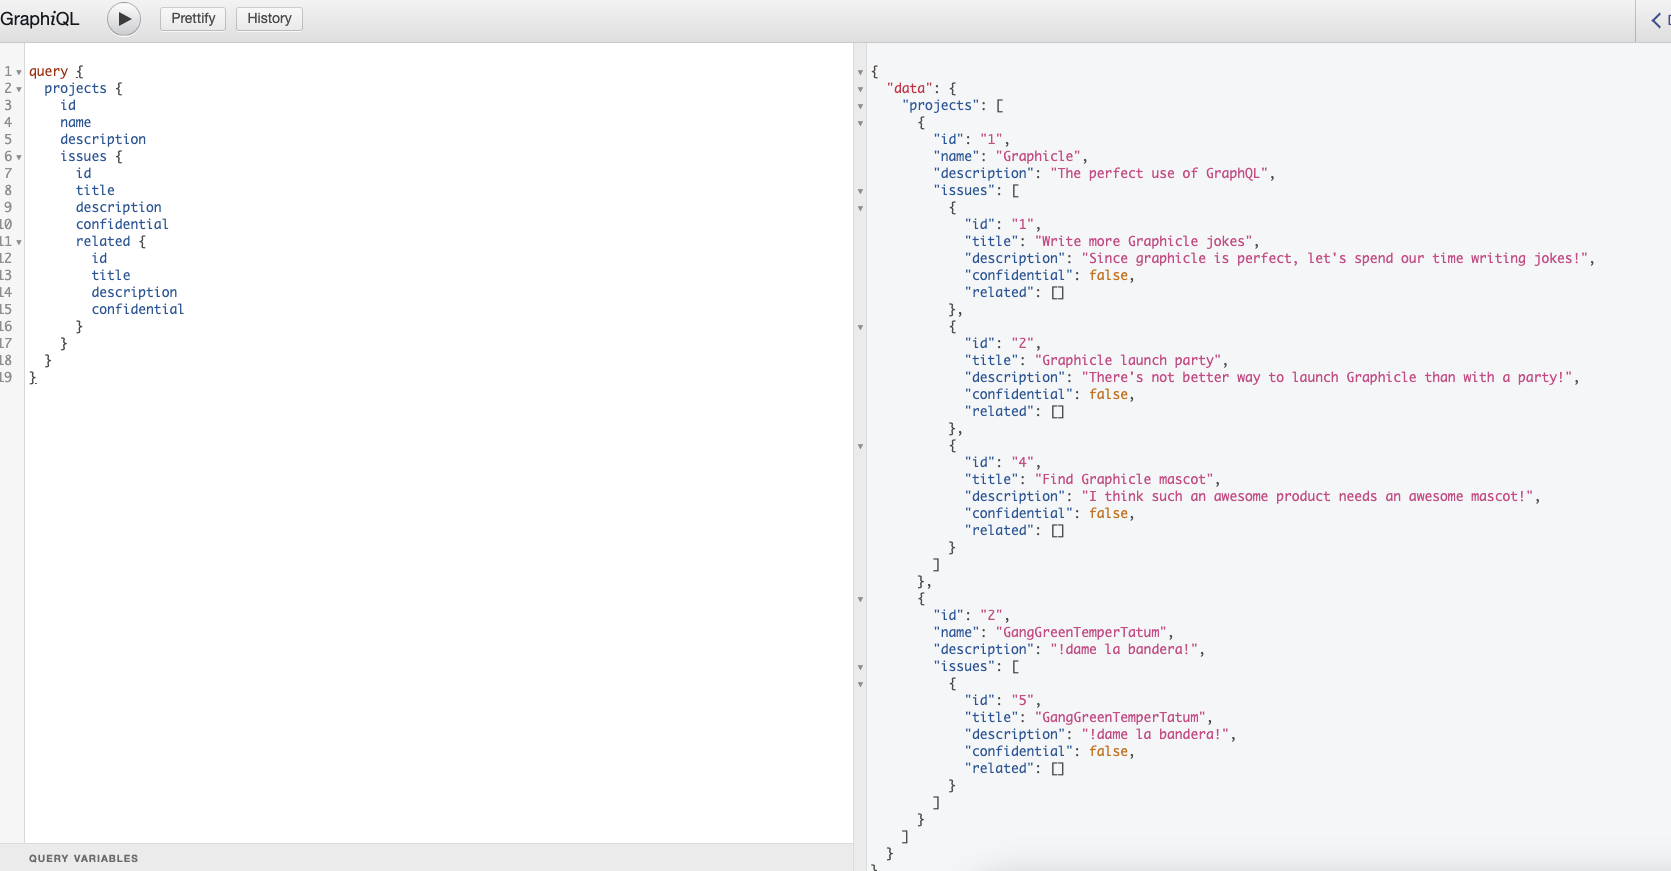 GraphiQL
Prettify
History
1 query {
2 projects {
3 id
4 name
5 description
6 issues {
7 id
8 title
9 description
10 confidential
11 related {
12 id
13 title
14 description
15 confidential
16 }
17 }
18 }
19 }
QUERY VARIABLES
{
"data": {
"projects": [
{
"id": "1",
"name": "Graphicle",
"description": "The perfect use of GraphQL",
"issues": [
{
"id": "1",
"title": "Write more Graphicle jokes",
"description": "Since graphicle is perfect, let's spend our time writing jokes!",
"confidential": false,
"related": []
},
{
"id": "2",
"title": "Graphicle launch party",
"description": "There's not better way to launch Graphicle than with a party!",
"confidential": false,
"related": []
},
{
"id": "4",
"title": "Find Graphicle mascot",
"description": "I think such an awesome product needs an awesome mascot!",
"confidential": false,
"related": []
}
]
},
{
"id": "2",
"name": "GangGreenTemperTatum",
"description": "!dame la bandera!",
"issues": [
{
"id": "5",
"title": "GangGreenTemperTatum",
"description": "!dame la bandera!",
"confidential": false,
"related": []
}
]
}
]
}
}